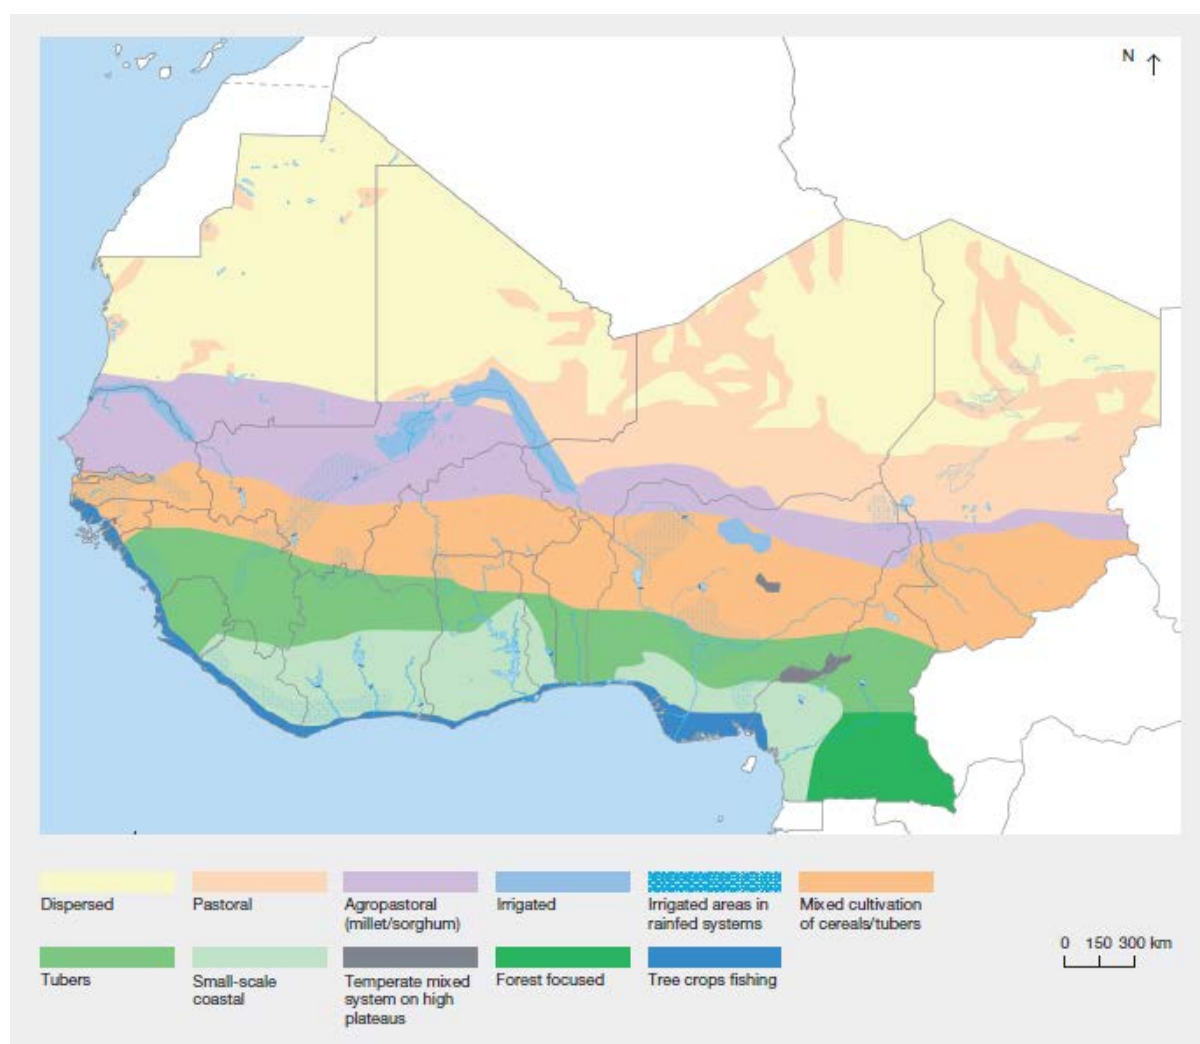 N
Dispersed
Pastoral
Agropastoral
(millet/sorghum)
Irrigated
Irrigated areas in
rainfed systems
Mixed cultivation
of cereals/tubers
0 150 300 km
Tubers
Small-scale
coastal
Temperate mixed
system on high
plateaus
Forest focused
Tree crops fishing